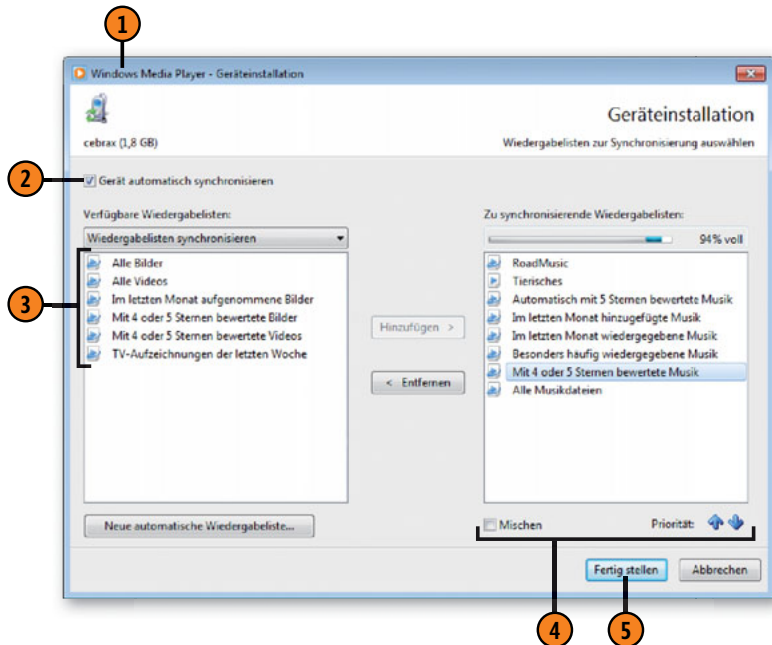 1
Windows Media Player - Geräteinstallation
Geräteinstallation
cebrax (1,8 GB)
Wiedergabelisten zur Synchronisierung auswählen
2
Gerät automatisch synchronisieren
Verfügbare Wiedergabelisten:
Wiedergabelisten synchronisieren
3
Alle Bilder
Alle Videos
Im letzten Monat aufgenommene Bilder
Mit 4 oder 5 Sternen bewertete Bilder
Mit 4 oder 5 Sternen bewertete Videos
TV-Aufzeichnungen der letzten Woche
Neue automatische Wiedergabeliste...
Hinzufügen >
< Entfernen
Zu synchronisierende Wiedergabelisten:
94% voll
RoadMusic
Tierisches
Automatisch mit 5 Sternen bewertete Musik
Im letzten Monat hinzugefügte Musik
Im letzten Monat wiedergegebene Musik
Besonders häufig wiedergegebene Musik
Mit 4 oder 5 Sternen bewertete Musik
Alle Musikdateien
Mischen
Priorität:
Fertig stellen
Abbrechen
4
5